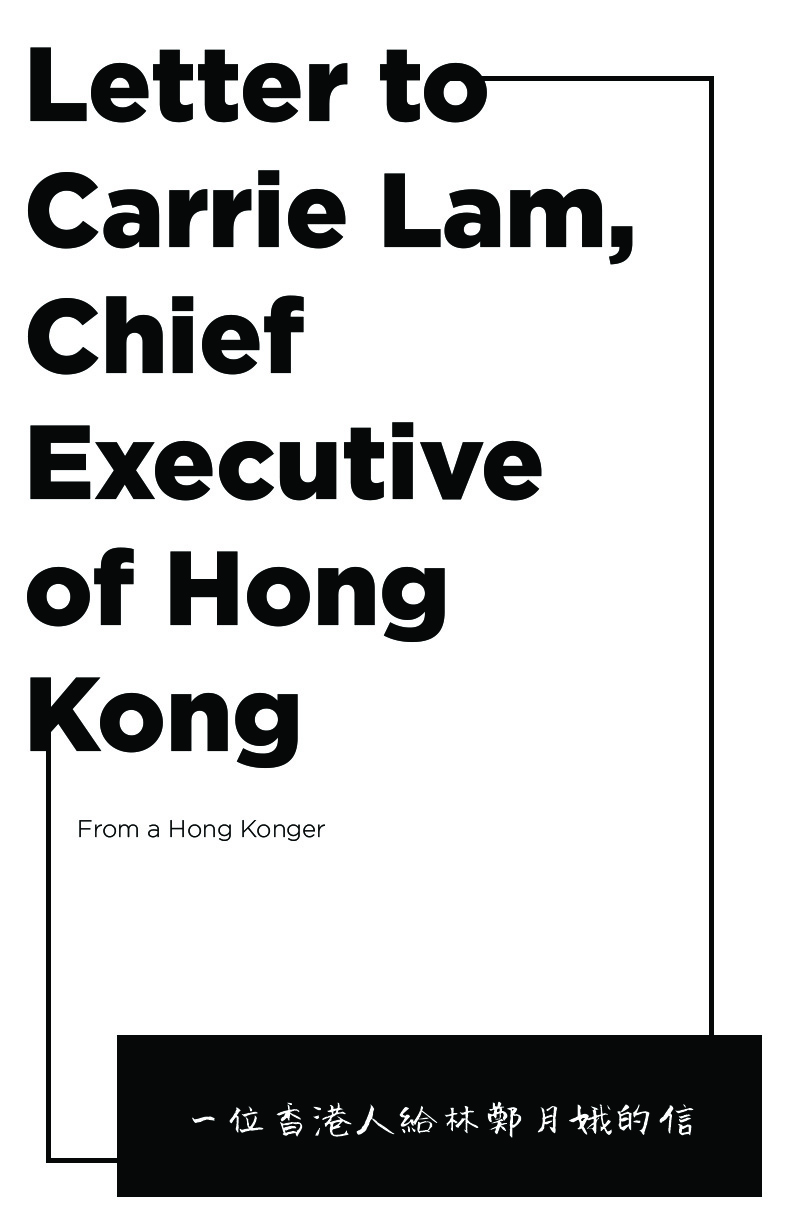 Letter to
Carrie Lam,
Chief
Executive
of Hong
Kong
From a Hong Konger
一位香港人給林鄭月娥的信